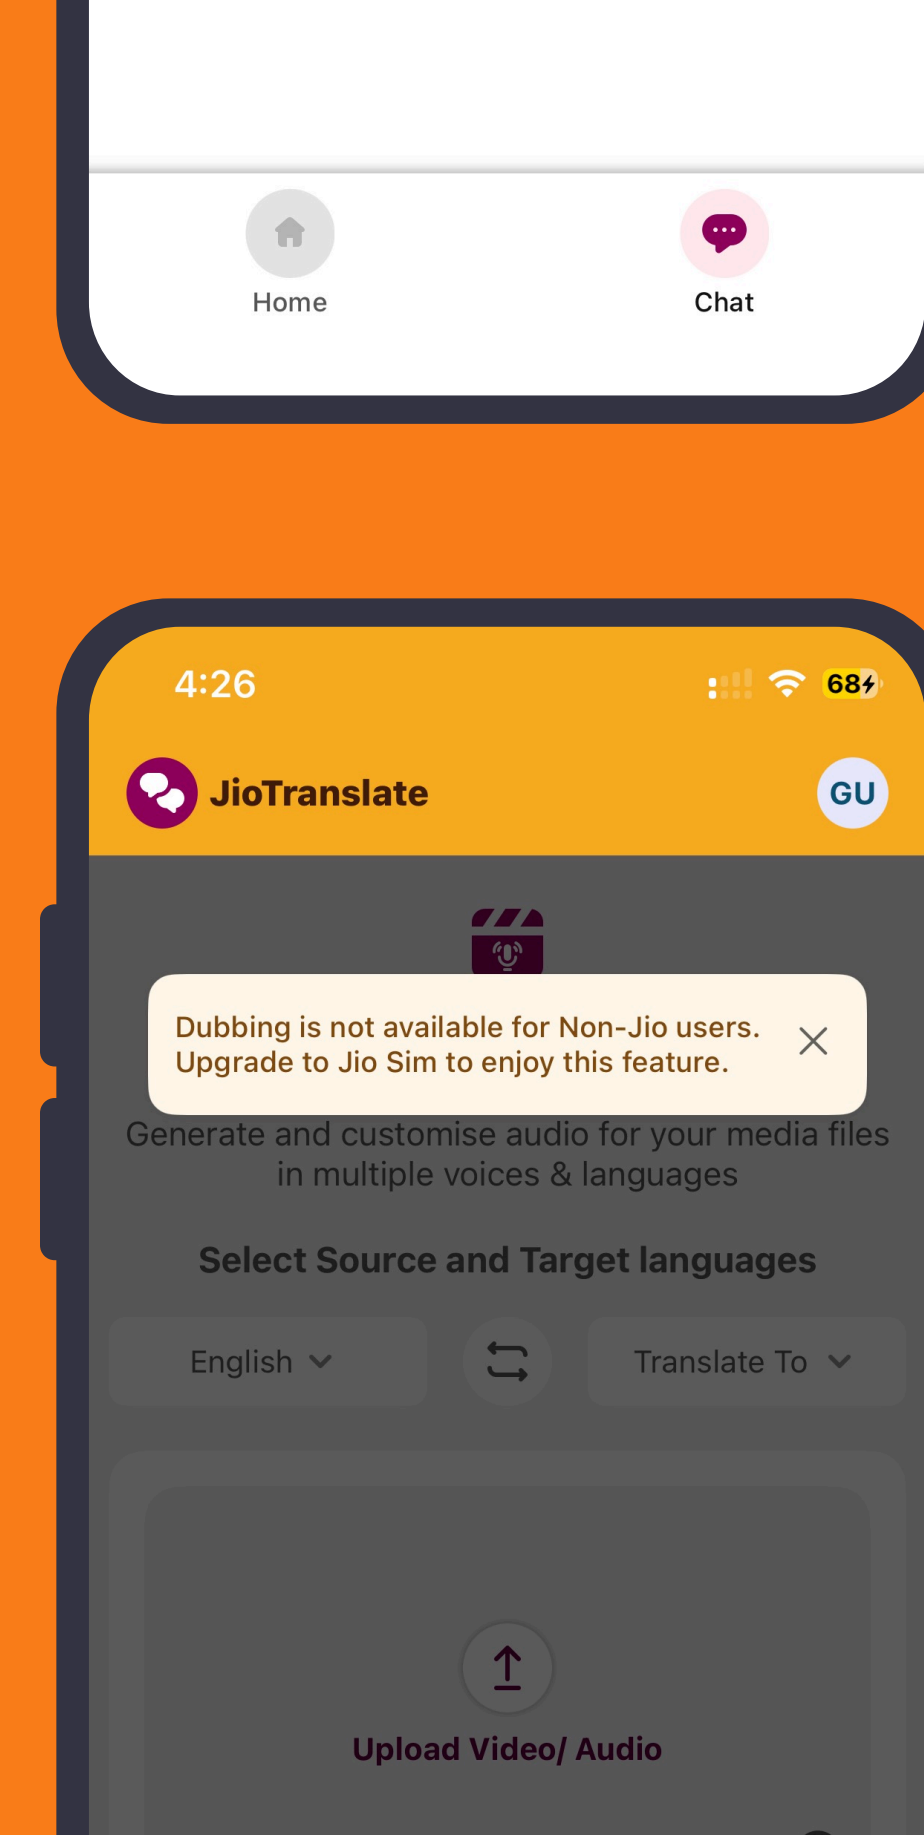 Home
Chat
4:26
68
JioTranslate
GU
Dubbing is not available for Non-Jio users.
Upgrade to Jio Sim to enjoy this feature.
Generate and customise audio for your media files
in multiple voices & languages
Select Source and Target languages
English
Translate To
Upload Video/ Audio